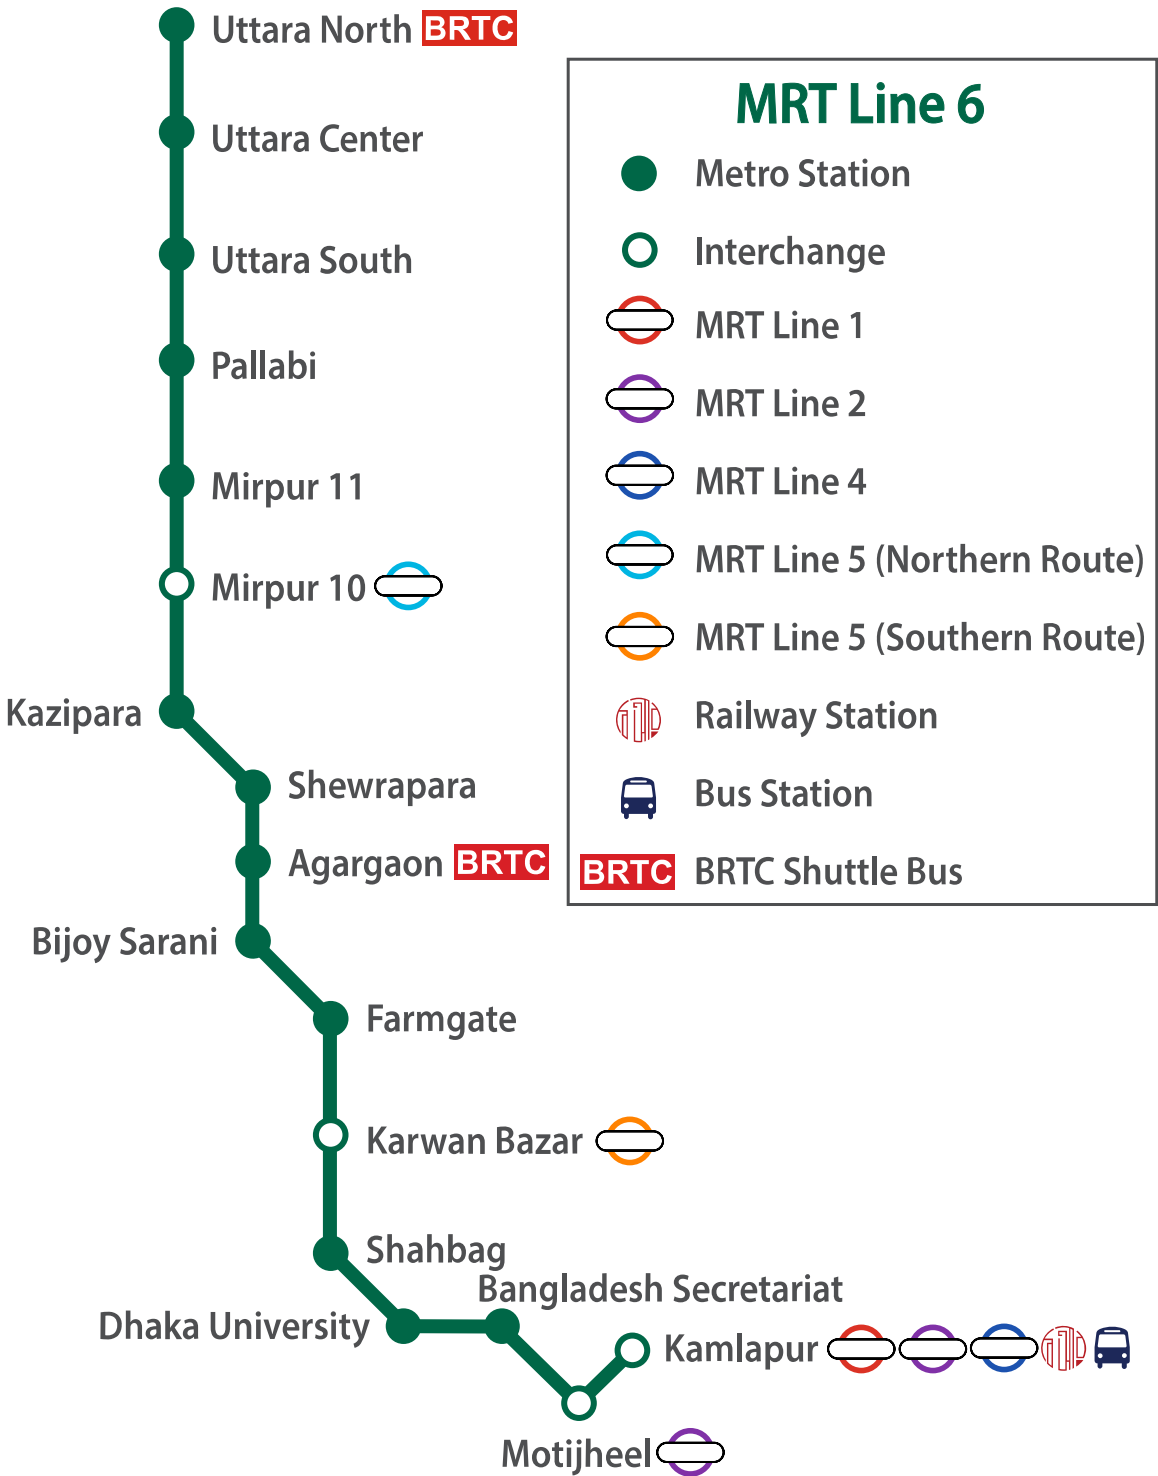 Uttara North BRTC
Uttara Center
Uttara South
Pallabi
Mirpur 11
Mirpur 10
Kazipara
Shewrapara
Agargaon BRTC
Bijoy Sarani
Farmgate
Karwan Bazar
Shahbag
Bangladesh Secretariat
Dhaka University
Kamlapur
Motijheel
MRT Line 6
Metro Station
Interchange
MRT Line 1
MRT Line 2
MRT Line 4
MRT Line 5 (Northern Route)
MRT Line 5 (Southern Route)
Railway Station
Bus Station
BRTC BRTC Shuttle Bus